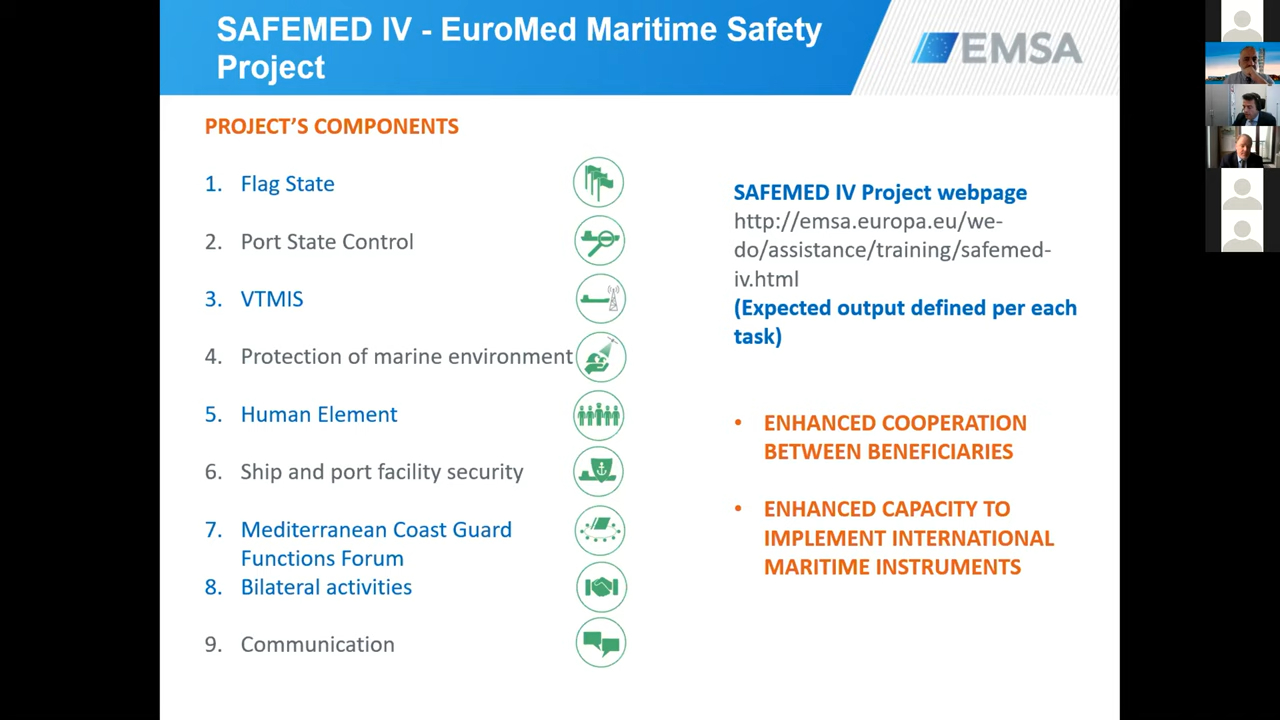 SAFEMED IV - EuroMed Maritime Safety
Project
EMSA
PROJECT'S COMPONENTS
1. Flag State
2. Port State Control
3. VTMIS
4. Protection of marine environment
5. Human Element
6. Ship and port facility security
7. Mediterranean Coast Guard
Functions Forum
8. Bilateral activities
9. Communication
SAFEMED IV Project webpage
http://emsa.europa.eu/we-
do/assistance/training/safemed-
iv.html
(Expected output defined per each
task)
• ENHANCED COOPERATION
BETWEEN BENEFICIARIES
• ENHANCED CAPACITY TO
IMPLEMENT INTERNATIONAL
MARITIME INSTRUMENTS